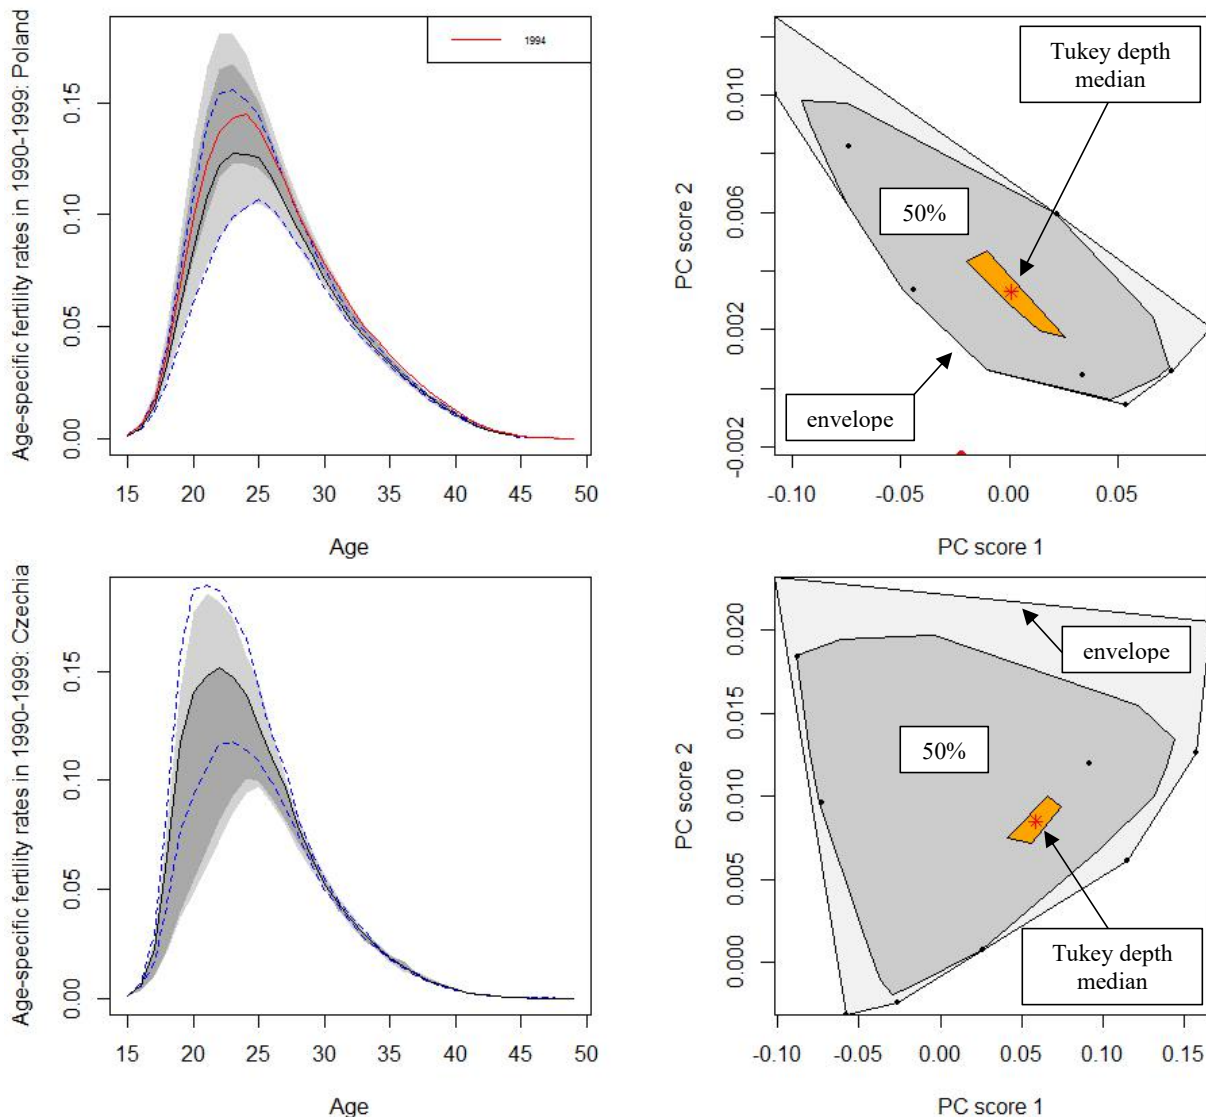 Age-specific fertility rates in 1990-1999: Poland
0.00 0.05 0.10 0.15
1994
15 20 25 30 35 40 45 50
Age
PC score 2
-0.002 0.002 0.006 0.010
Tukey depth
median
50%
envelope
-0.10 -0.05 0.00 0.05
PC score 1
Age-specific fertility rates in 1990-1999: Czechia
0.00 0.05 0.10 0.15
15 20 25 30 35 40 45 50
Age
PC score 2
0.000 0.005 0.010 0.015 0.020
envelope
50%
Tukey depth
median
-0.10 -0.05 0.00 0.05 0.10 0.15
PC score 1